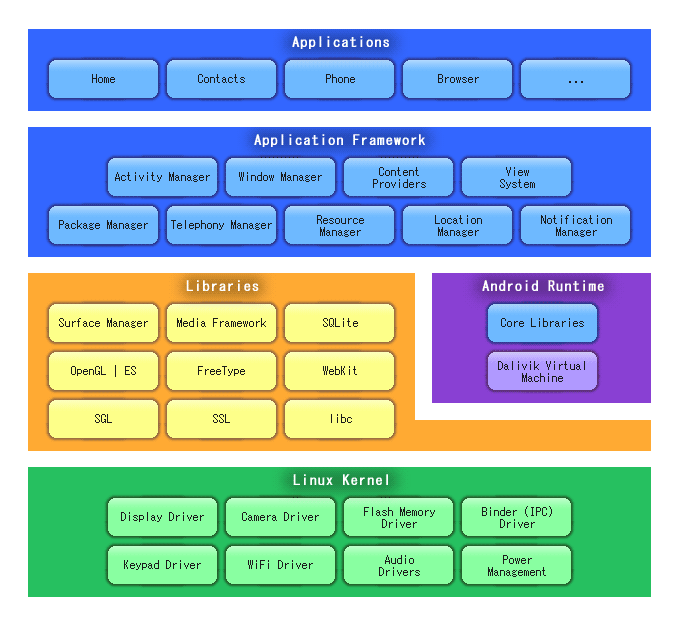 Applications
Home
Contacts
Phone
Browser
...
Application Framework
Activity Manager
Window Manager
Content
Providers
View
System
Package Manager
Telephony Manager
Resource
Manager
Location
Manager
Notification
Manager
Libraries
Surface Manager
Media Framework
SQLite
OpenGL | ES
FreeType
WebKit
SGL
SSL
libc
Android Runtime
Core Libraries
Dalivik Virtual
Machine
Linux Kernel
Display Driver
Camera Driver
Flash Memory
Driver
Binder (IPC)
Driver
Keypad Driver
WiFi Driver
Audio
Drivers
Power
Management